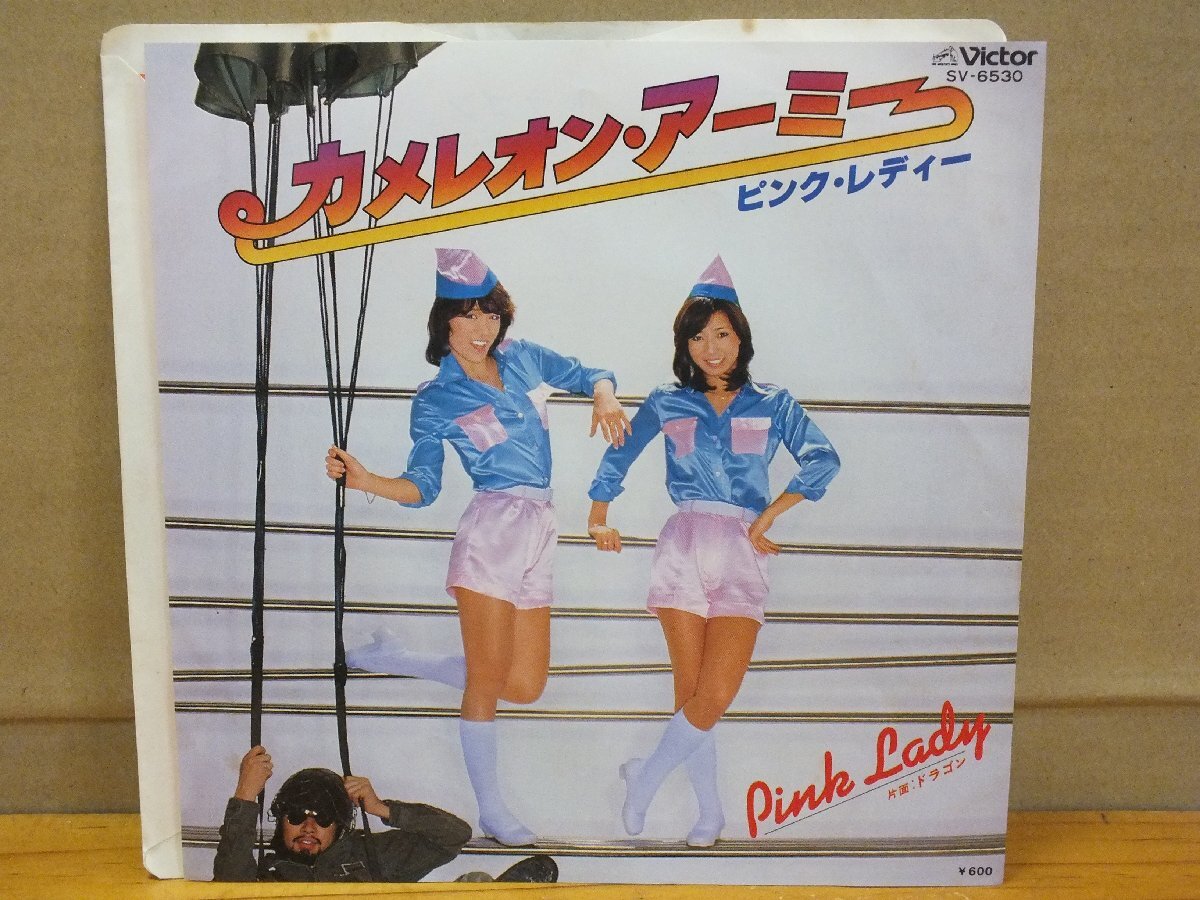 Victor
SV-6530
カメレオン・アーミー
ピンク・レディー
Pink Lady
片面:ドラゴン
¥600